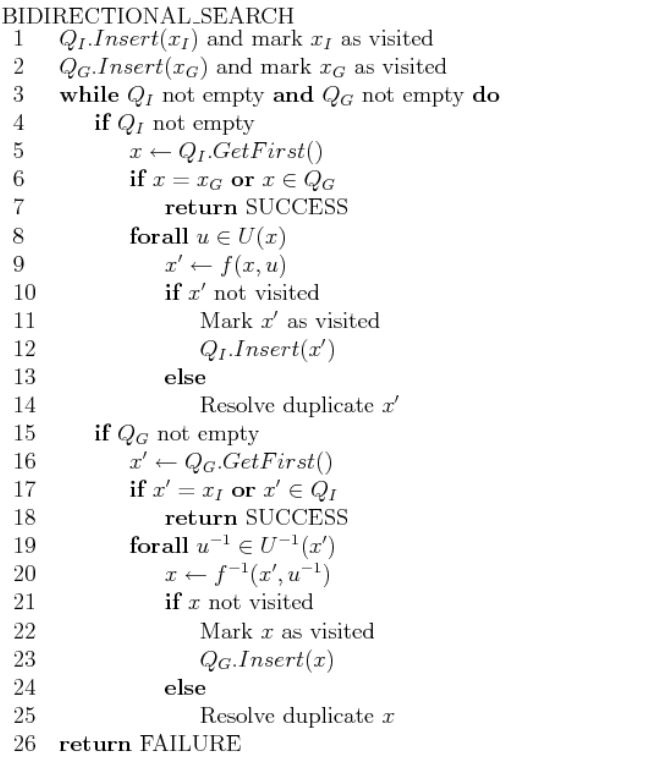 BIDIRECTIONAL_SEARCH
1 Q_I.Insert(x_I) and mark x_I as visited
2 Q_G.Insert(x_G) and mark x_G as visited
3 while Q_I not empty and Q_G not empty do
4 if Q_I not empty
5 x ← Q_I.GetFirst()
6 if x = x_G or x ∈ Q_G
7 return SUCCESS
8 forall u ∈ U(x)
9 x′ ← f(x, u)
10 if x′ not visited
11 Mark x′ as visited
12 Q_I.Insert(x′)
13 else
14 Resolve duplicate x′
15 if Q_G not empty
16 x′ ← Q_G.GetFirst()
17 if x′ = x_I or x′ ∈ Q_I
18 return SUCCESS
19 forall u⁻¹ ∈ U⁻¹(x′)
20 x ← f⁻¹(x′, u⁻¹)
21 if x not visited
22 Mark x as visited
23 Q_G.Insert(x)
24 else
25 Resolve duplicate x
26 return FAILURE